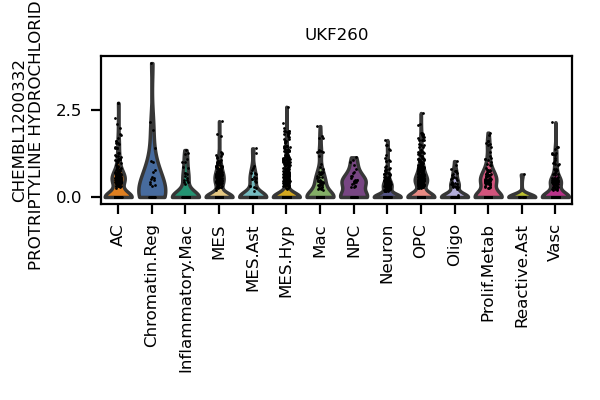 UKF260
CHEMBL1200332
PROTRIPTYLINE HYDROCHLORID
2.5
0.0
AC
Chromatin.Reg
Inflammatory.Mac
MES
MES.Ast
MES.Hyp
Mac
NPC
Neuron
OPC
Oligo
Prolif.Metab
Reactive.Ast
Vasc